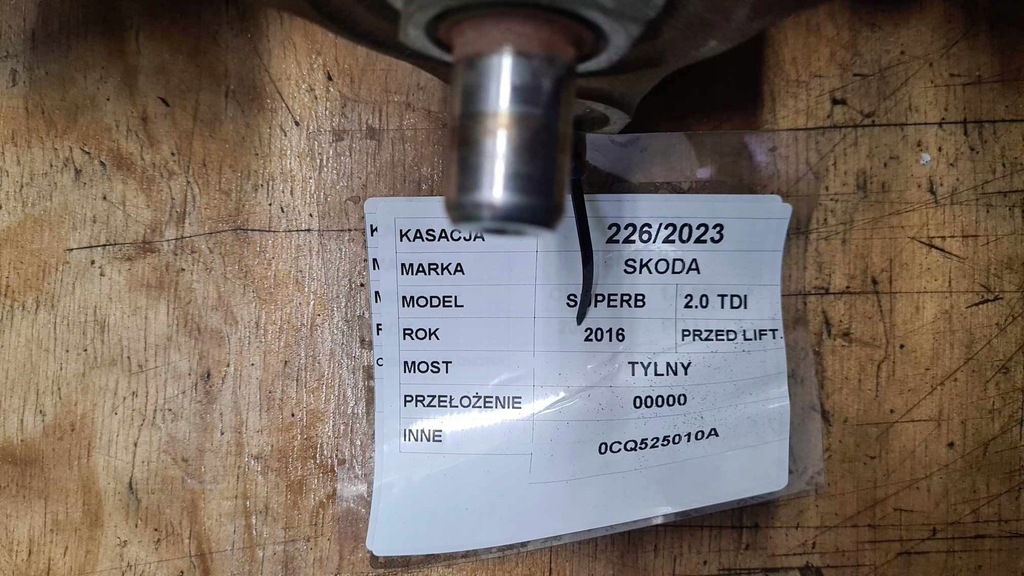 KASACJA 226/2023
MARKA SKODA
MODEL SUPERB 2.0 TDI
ROK 2016 PRZED LIFT.
MOST TYLNY
PRZEŁOŻENIE 00000
INNE 0CQ525010A